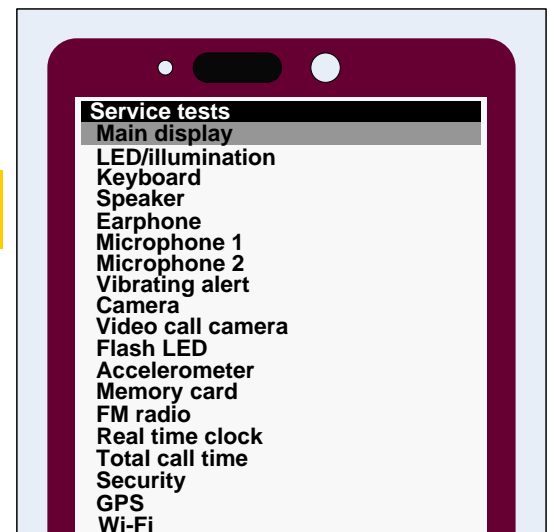 Service tests
Main display
LED/illumination
Keyboard
Speaker
Earphone
Microphone 1
Microphone 2
Vibrating alert
Camera
Video call camera
Flash LED
Accelerometer
Memory card
FM radio
Real time clock
Total call time
Security
GPS
Wi-Fi